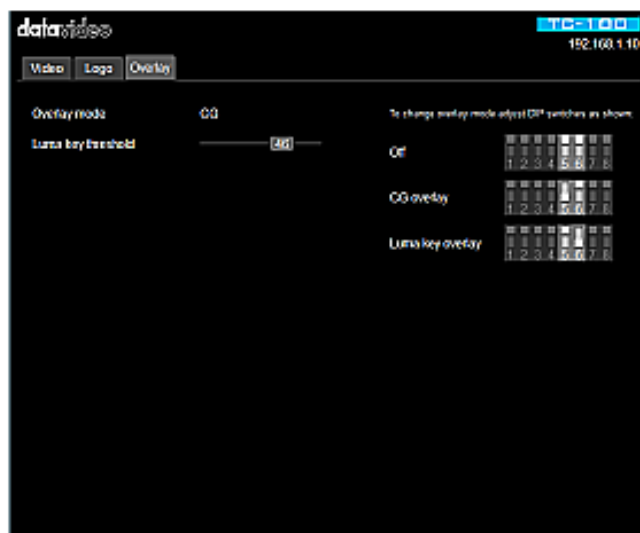 datavideo
TC-100
192.168.1.10
Video Logo Overlay
Overlay mode CG
To change overlay mode adjust DIP switches as shown:
Luma key threshold 46
Off
1 2 3 4 5 6 7 8
CG overlay
1 2 3 4 5 6 7 8
Luma key overlay
1 2 3 4 5 6 7 8